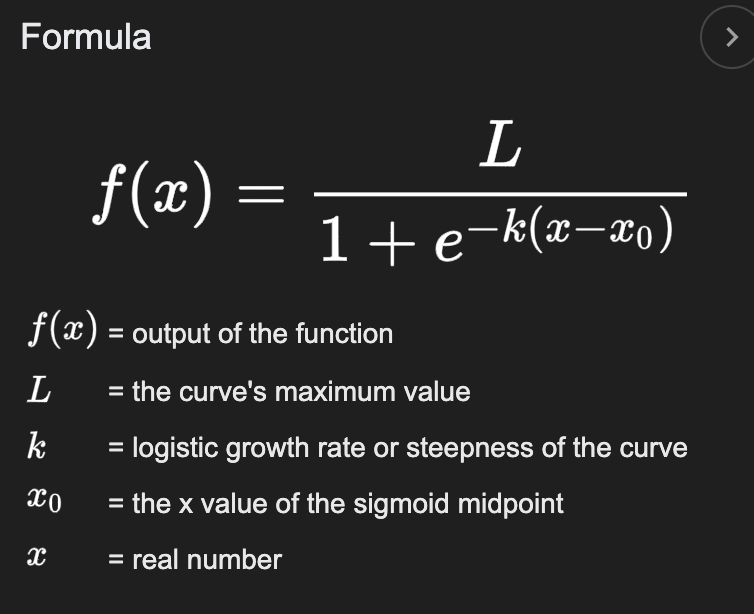 Formula
f(x) = L / (1 + e^{-k(x-x₀)})
f(x) = output of the function
L = the curve's maximum value
k = logistic growth rate or steepness of the curve
x₀ = the x value of the sigmoid midpoint
x = real number